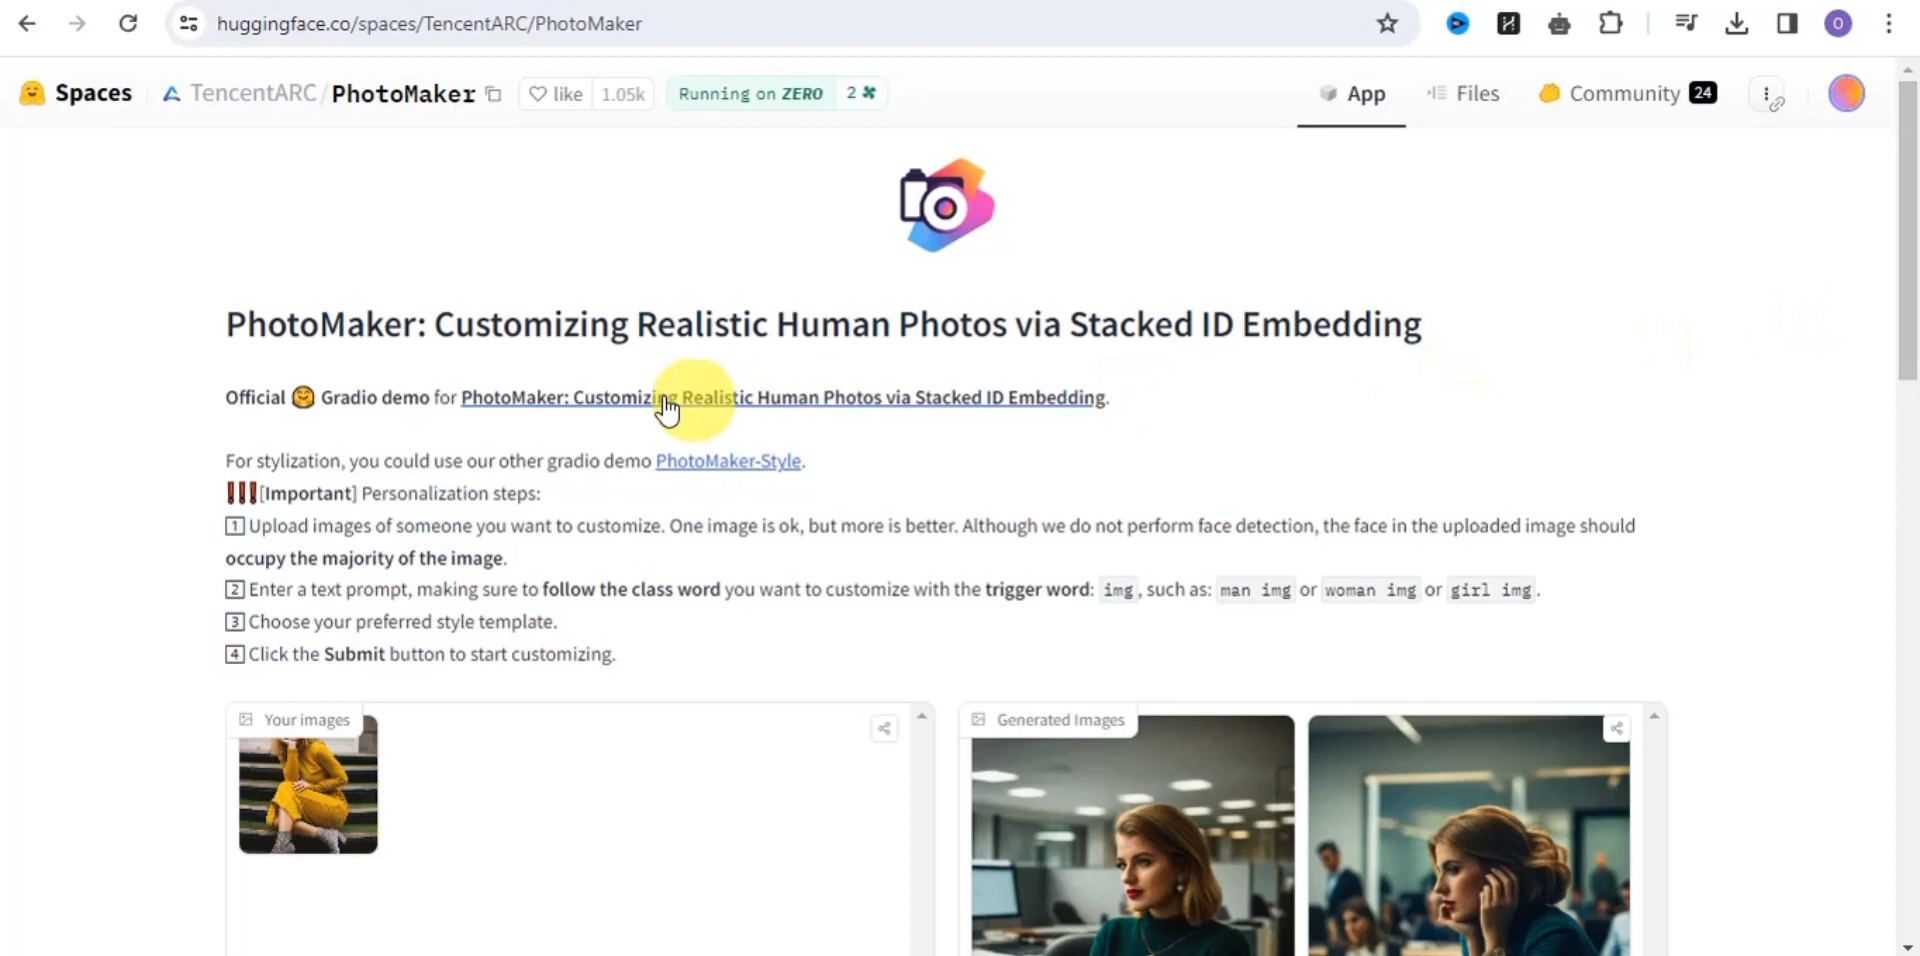 huggingface.co/spaces/TencentARC/PhotoMaker
O
Spaces TencentARC/PhotoMaker like 1.05k Running on ZERO 2 App Files Community 24
PhotoMaker: Customizing Realistic Human Photos via Stacked ID Embedding
Official 🤗 Gradio demo for PhotoMaker: Customizing Realistic Human Photos via Stacked ID Embedding.
For stylization, you could use our other gradio demo PhotoMaker-Style.
❗❗❗[Important] Personalization steps:
1️⃣ Upload images of someone you want to customize. One image is ok, but more is better. Although we do not perform face detection, the face in the uploaded image should
occupy the majority of the image.
2️⃣ Enter a text prompt, making sure to follow the class word you want to customize with the trigger word: img, such as: man img or woman img or girl img.
3️⃣ Choose your preferred style template.
4️⃣ Click the Submit button to start customizing.
Your images
Generated Images